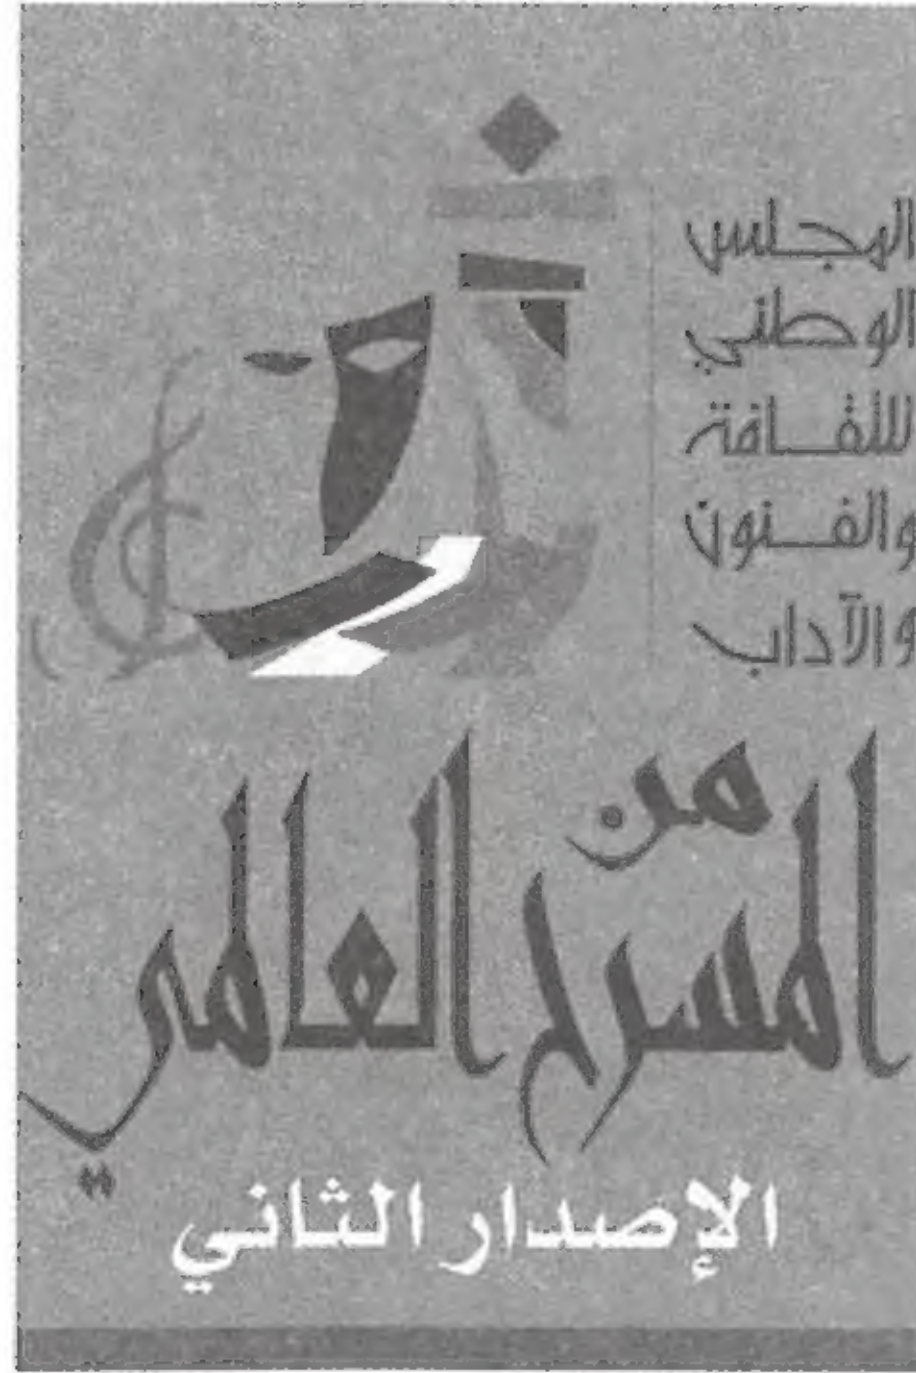 المجلس
الوطني
للثقافة
والفنون
والآداب
من
المسرح العالمي
الإصدار الثاني